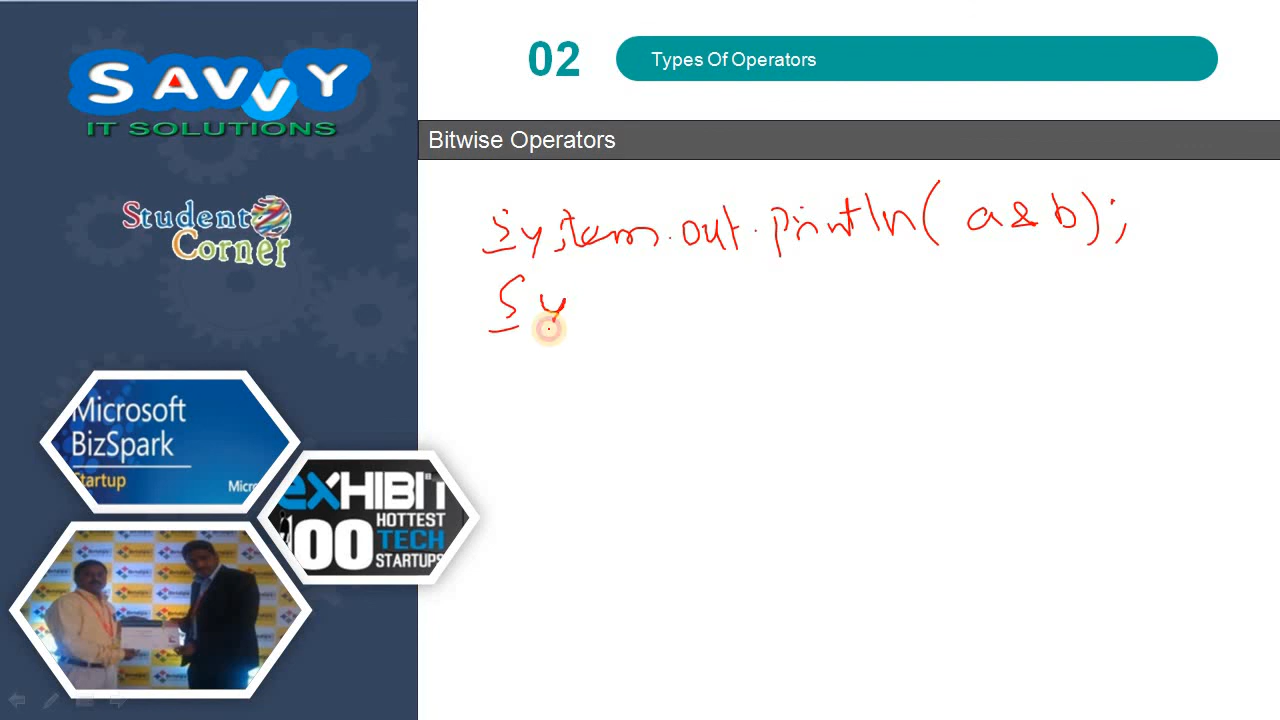 SAVVY
IT SOLUTIONS
Student
Corner
Microsoft
BizSpark
Startup
Micr
EXHIBIT
100
HOTTEST
TECH
STARTUPS
02
Types Of Operators
Bitwise Operators
System.out.println( a & b);
Sy